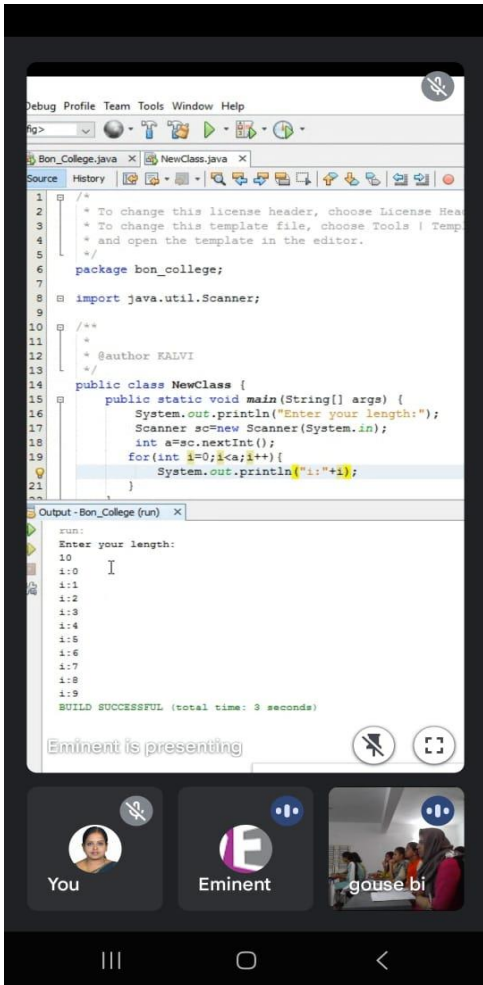 Debug Profile Team Tools Window Help
fig>
Bon_College.java × NewClass.java ×
Source History
1 /*
2 * To change this license header, choose License Hea
3 * To change this template file, choose Tools | Templ
4 * and open the template in the editor.
5 */
6 package bon_college;
7
8 import java.util.Scanner;
9
10 /**
11 *
12 * @author KALVI
13 */
14 public class NewClass {
15 public static void main(String[] args) {
16 System.out.println("Enter your length:");
17 Scanner sc=new Scanner(System.in);
18 int a=sc.nextInt();
19 for(int i=0;i<a;i++){
System.out.println("i:"+i);
21 }
22 }
Output - Bon_College (run) ×
run:
Enter your length:
10
i:0
i:1
i:2
i:3
i:4
i:5
i:6
i:7
i:8
i:9
BUILD SUCCESSFUL (total time: 3 seconds)
Eminent is presenting
You Eminent gouse bi